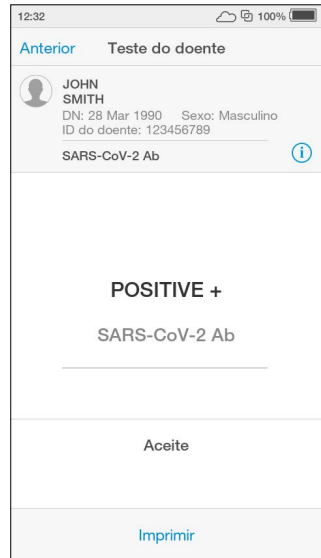 12:32 100%
Anterior Teste do doente
JOHN
SMITH
DN: 28 Mar 1990 Sexo: Masculino
ID do doente: 123456789
SARS-CoV-2 Ab i
POSITIVE +
SARS-CoV-2 Ab
Aceite
Imprimir